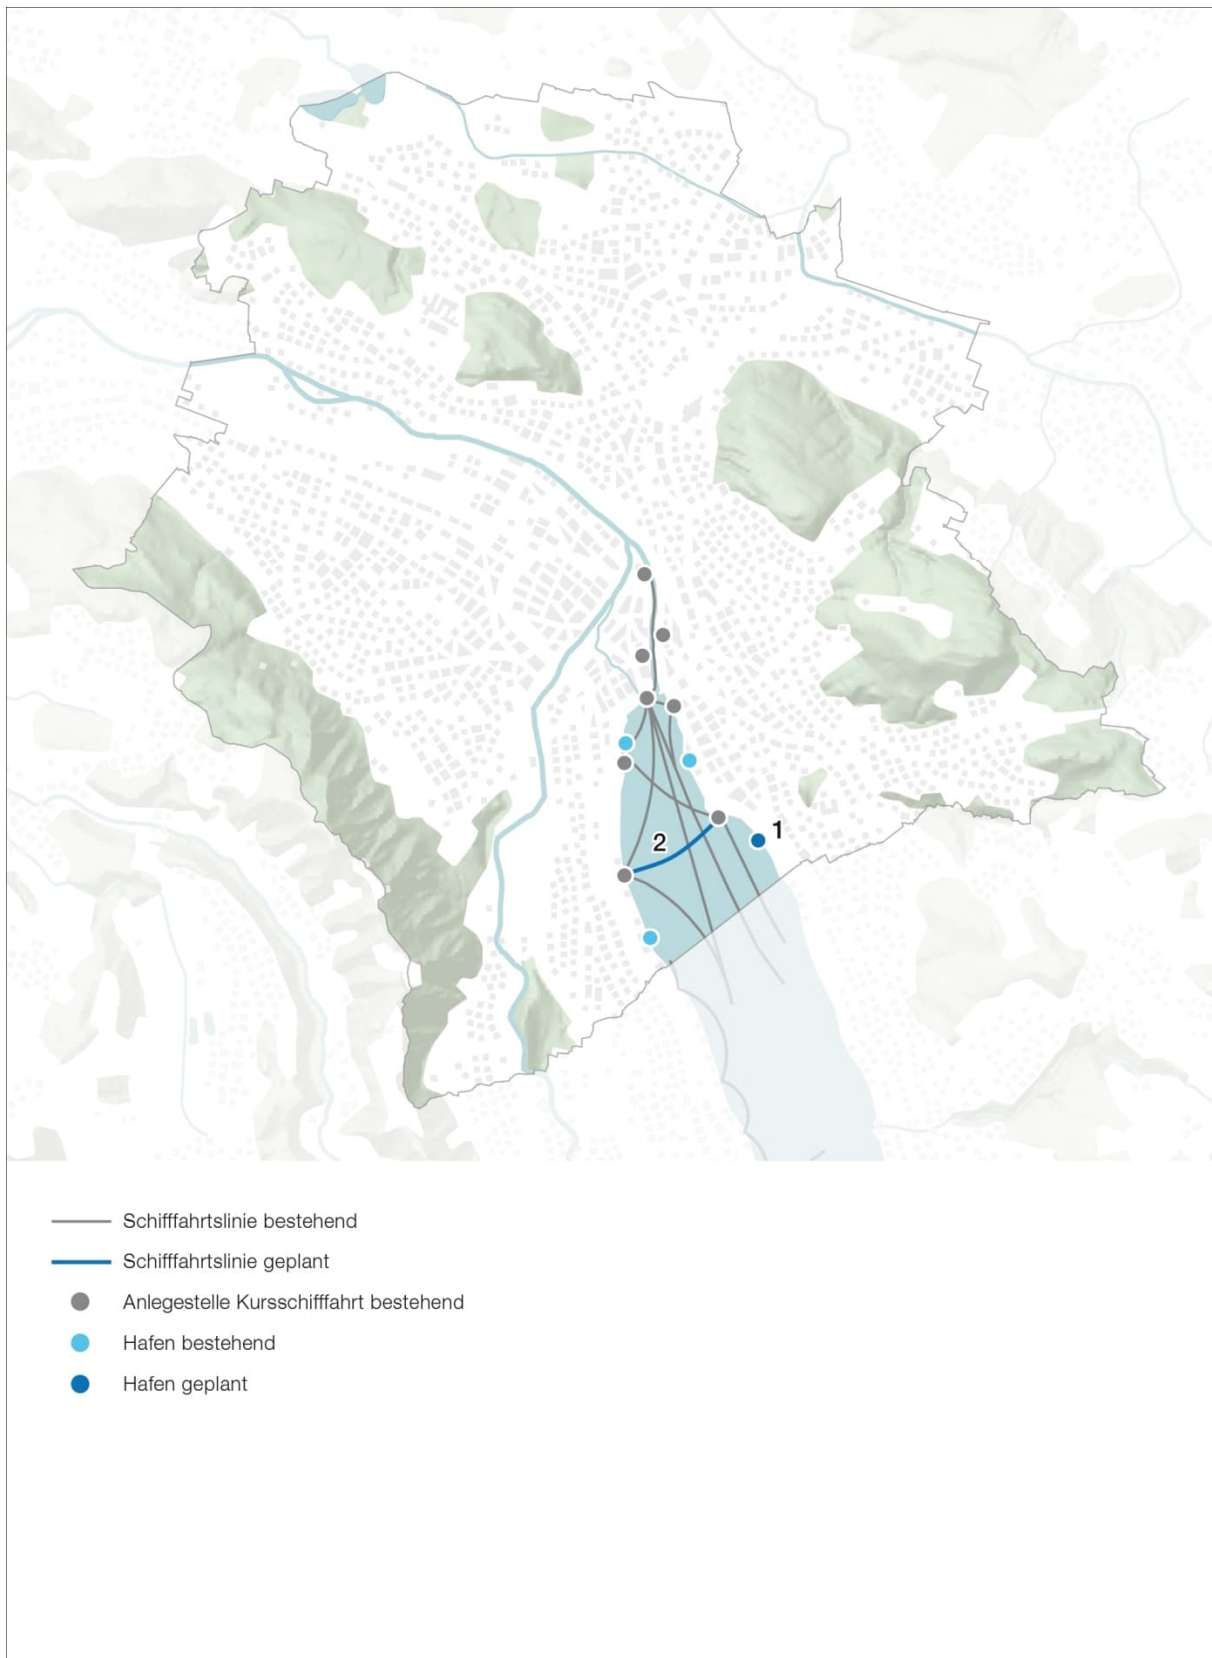 1
2
Schifffahrtslinie bestehend
Schifffahrtslinie geplant
Anlegestelle Kursschifffahrt bestehend
Hafen bestehend
Hafen geplant